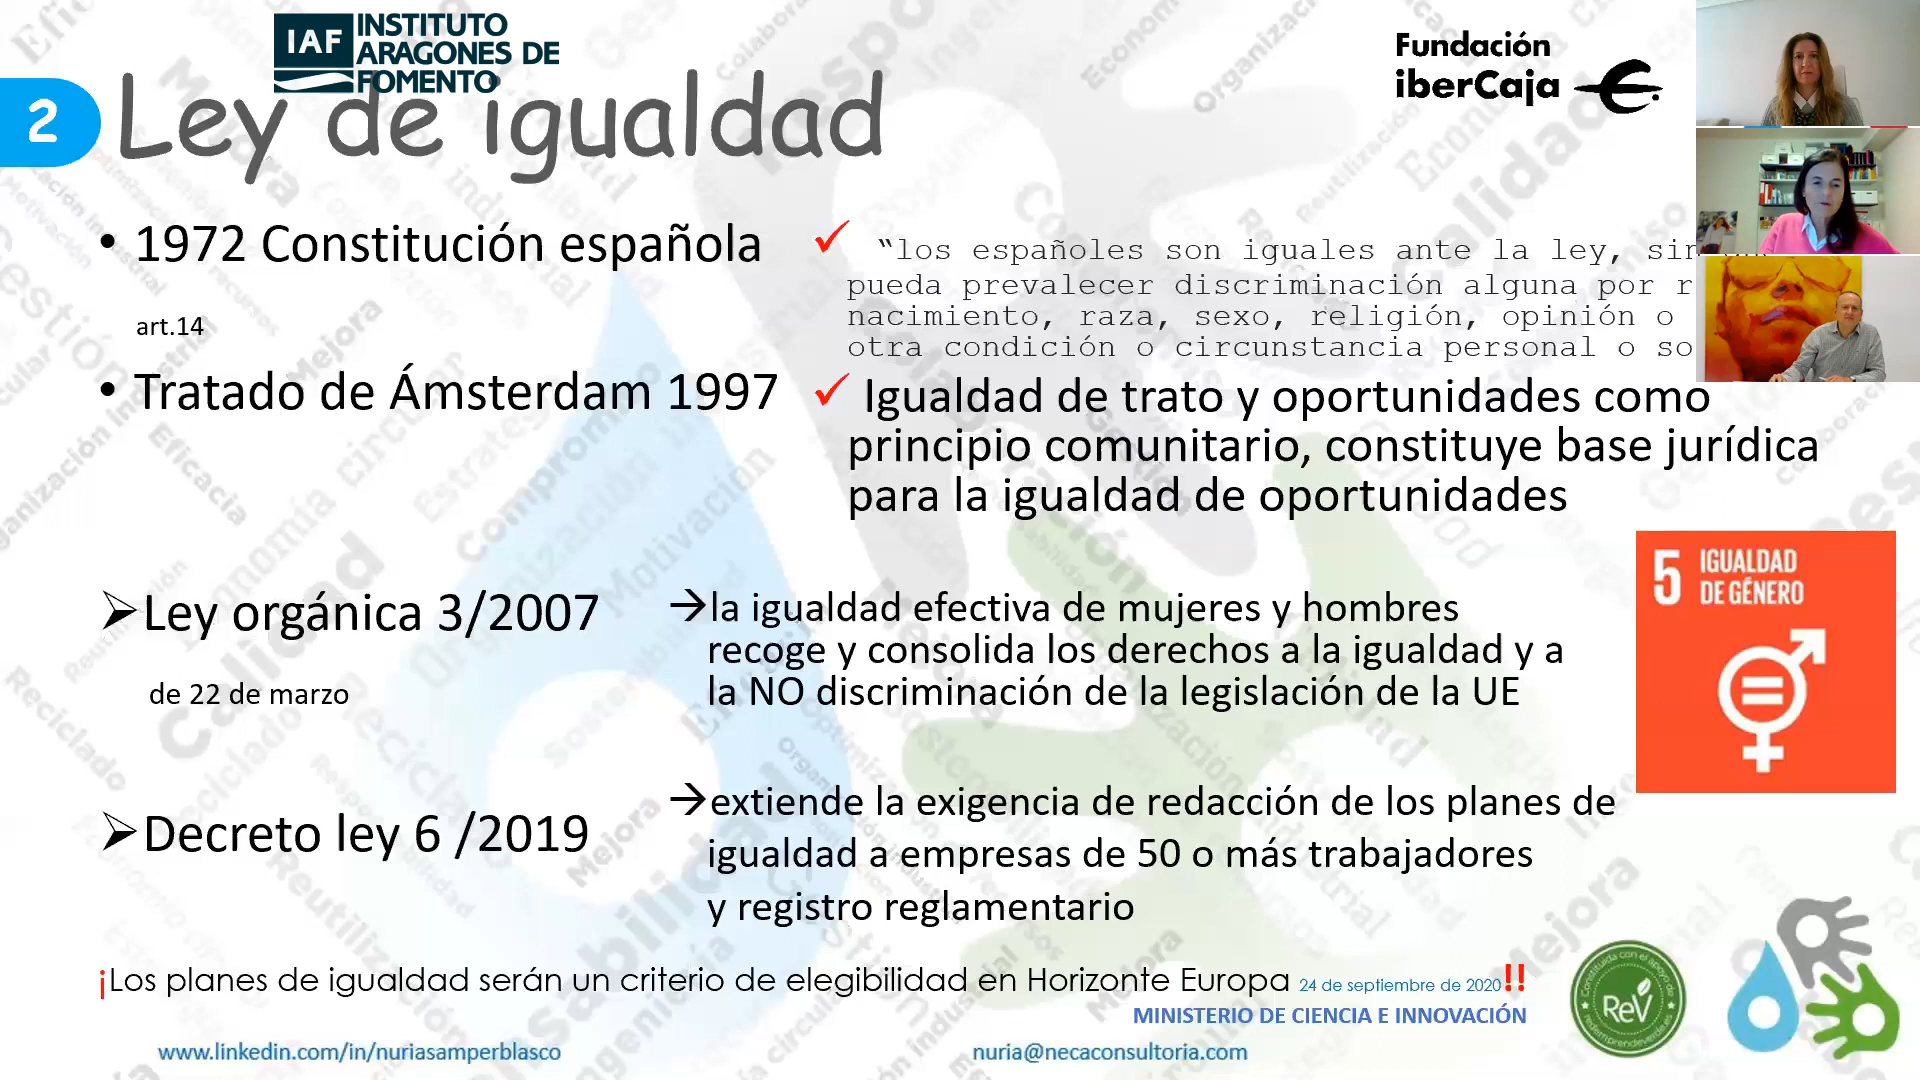 IAF INSTITUTO
ARAGONES DE
FOMENTO
Fundación
iberCaja
2 Ley de igualdad
• 1972 Constitución española
art.14
✓ “los españoles son iguales ante la ley, sin
pueda prevalecer discriminación alguna por
nacimiento, raza, sexo, religión, opinión o
otra condición o circunstancia personal o
• Tratado de Ámsterdam 1997
✓ Igualdad de trato y oportunidades como
principio comunitario, constituye base jurídica
para la igualdad de oportunidades
5 IGUALDAD
DE GÉNERO
➢Ley orgánica 3/2007
de 22 de marzo
→la igualdad efectiva de mujeres y hombres
recoge y consolida los derechos a la igualdad y a
la NO discriminación de la legislación de la UE
➢Decreto ley 6 /2019
→extiende la exigencia de redacción de los planes de
igualdad a empresas de 50 o más trabajadores
y registro reglamentario
¡Los planes de igualdad serán un criterio de elegibilidad en Horizonte Europa 24 de septiembre de 2020!!
MINISTERIO DE CIENCIA E INNOVACIÓN
www.linkedin.com/in/nuriasamperblasco
nuria@necaconsultoria.com
Constituida con el apoyo de
ReV
redemprendeverde.es